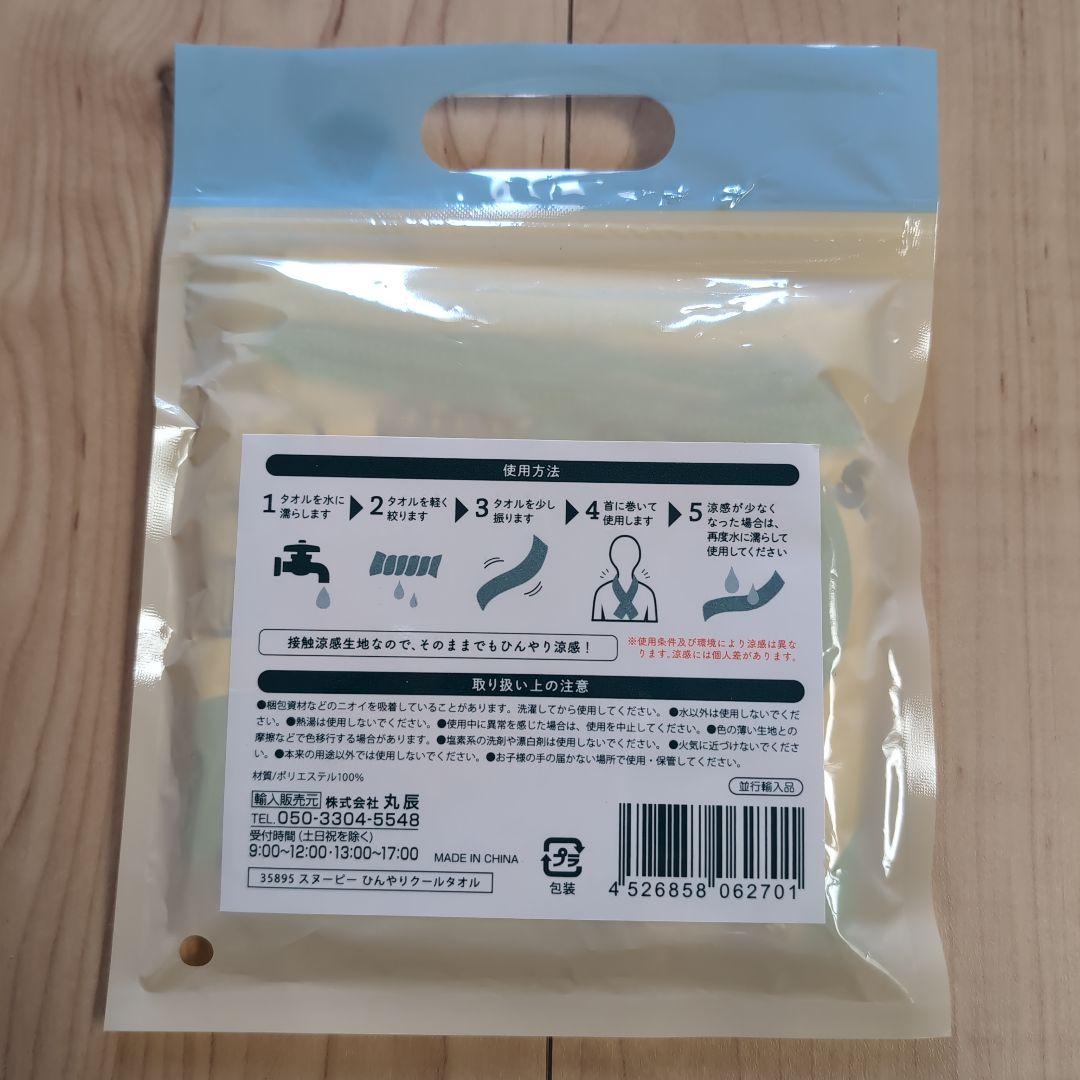 使用方法
1 タオルを水に
濡らします
2 タオルを軽く
絞ります
3 タオルを少し
振ります
4 首に巻いて
使用します
5 涼感が少なく
なった場合は、
再度水に濡らして
使用してください
接触涼感生地なので、そのままでもひんやり涼感！
※使用条件及び環境により涼感は異な
ります。涼感には個人差があります。
取り扱い上の注意
●梱包資材などのニオイを吸着していることがあります。洗濯してから使用してください。 ●水以外は使用しないでくだ
さい。●熱湯は使用しないでください。●使用中に異常を感じた場合は、使用を中止してください。●色の薄い生地との
摩擦などで色移行する場合があります。●塩素系の洗剤や漂白剤は使用しないでください。 ●火気に近づけないでくださ
い。●本来の用途以外では使用しないでください。●お子様の手の届かない場所で使用・保管してください。
材質/ポリエステル100%
並行輸入品
輸入販売元 株式会社 丸辰
TEL.050-3304-5548
受付時間（土日祝を除く）
9:00~12:00・13:00~17:00 MADE IN CHINA
35895 スヌーピー ひんやりクールタオル
プラ
包装
4 526858 062701